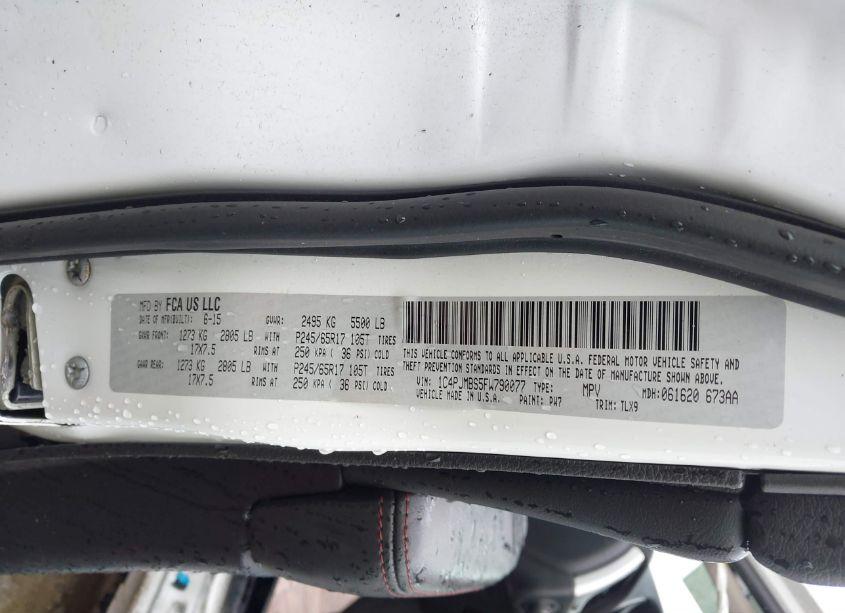 MFD BY FCA US LLC
DATE OF MFR(BUILT): 6-15 GVWR: 2495 KG 5500 LB
GAWR FRONT: 1273 KG 2805 LB WITH P245/65R17 105T TIRES
17X7.5 RIMS AT 250 KPA ( 36 PSI) COLD
GAWR REAR: 1273 KG 2805 LB WITH P245/65R17 105T TIRES
17X7.5 RIMS AT 250 KPA ( 36 PSI) COLD
THIS VEHICLE CONFORMS TO ALL APPLICABLE U.S.A. FEDERAL MOTOR VEHICLE SAFETY AND
THEFT PREVENTION STANDARDS IN EFFECT ON THE DATE OF MANUFACTURE SHOWN ABOVE.
VIN: 1C4PJMBS5FW790077 TYPE: MPV MDH:061620 673AA
VEHICLE MADE IN U.S.A. PAINT: PW7 TRIM: TLX9